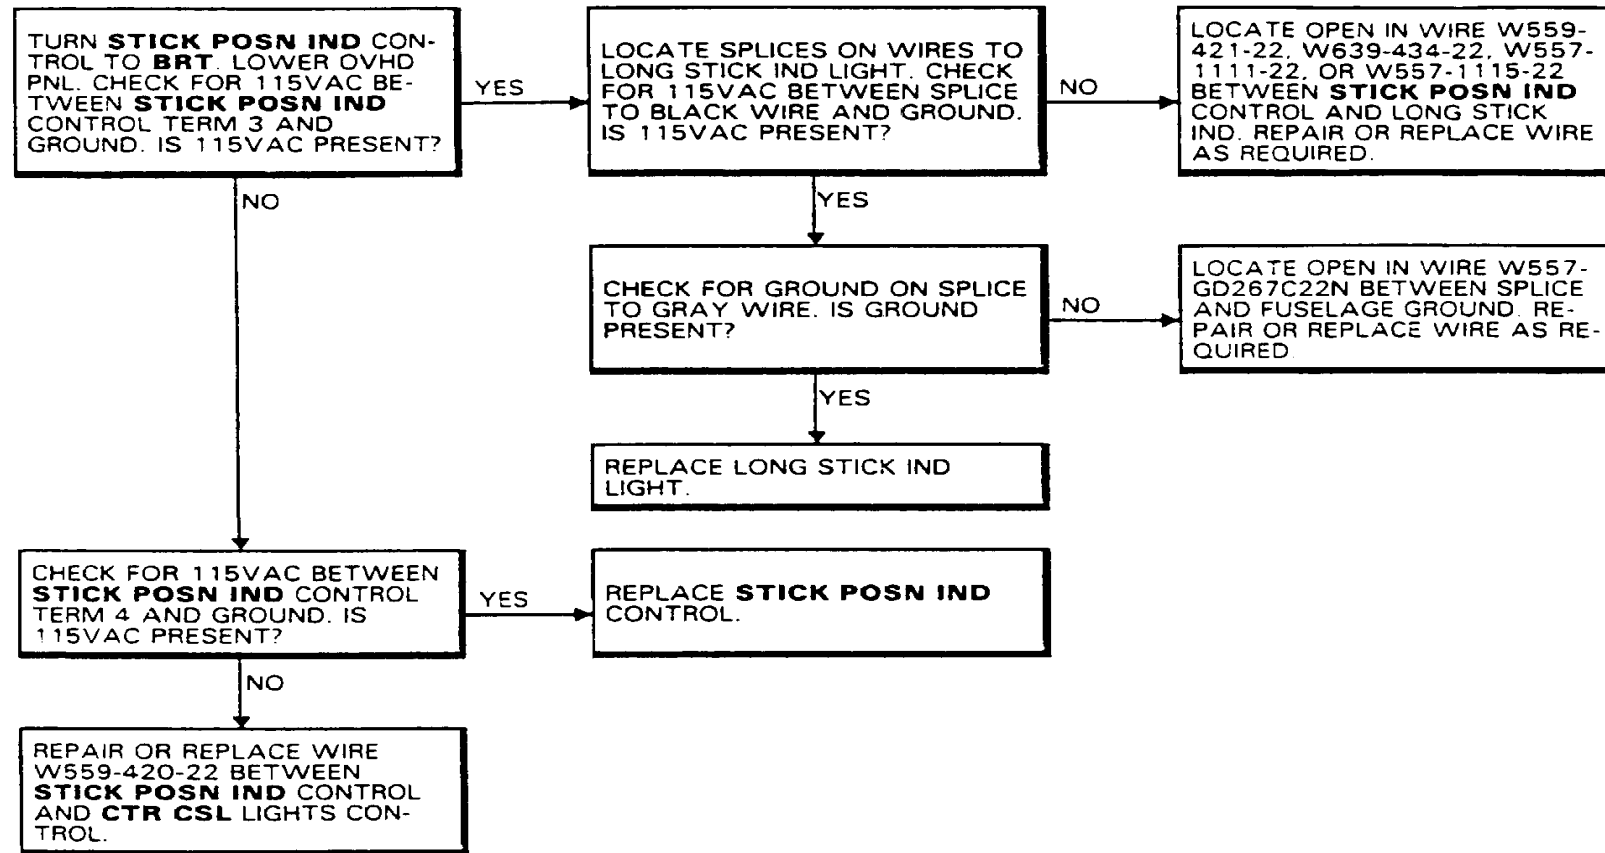 TURN STICK POSN IND CON-
TROL TO BRT. LOWER OVHD
PNL. CHECK FOR 115VAC BE-
TWEEN STICK POSN IND
CONTROL TERM 3 AND
GROUND. IS 115VAC PRESENT?
YES
LOCATE SPLICES ON WIRES TO
LONG STICK IND LIGHT. CHECK
FOR 115VAC BETWEEN SPLICE
TO BLACK WIRE AND GROUND.
IS 115VAC PRESENT?
NO
LOCATE OPEN IN WIRE W559-
421-22, W639-434-22, W557-
1111-22, OR W557-1115-22
BETWEEN STICK POSN IND
CONTROL AND LONG STICK
IND. REPAIR OR REPLACE WIRE
AS REQUIRED.
NO
YES
CHECK FOR GROUND ON SPLICE
TO GRAY WIRE. IS GROUND
PRESENT?
NO
LOCATE OPEN IN WIRE W557-
GD267C22N BETWEEN SPLICE
AND FUSELAGE GROUND. RE-
PAIR OR REPLACE WIRE AS RE-
QUIRED.
YES
REPLACE LONG STICK IND
LIGHT.
CHECK FOR 115VAC BETWEEN
STICK POSN IND CONTROL
TERM 4 AND GROUND. IS
115VAC PRESENT?
YES
REPLACE STICK POSN IND
CONTROL.
NO
REPAIR OR REPLACE WIRE
W559-420-22 BETWEEN
STICK POSN IND CONTROL
AND CTR CSL LIGHTS CON-
TROL.